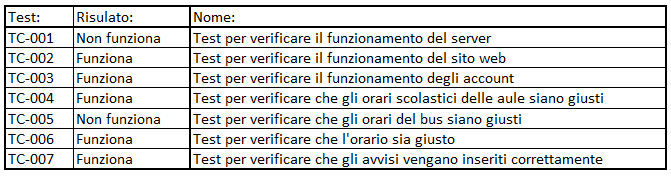 Test: Risulato: Nome:
TC-001 Non funziona Test per verificare il funzionamento del server
TC-002 Funziona Test per verificare il funzionamento del sito web
TC-003 Funziona Test per verificare il funzionamento degli account
TC-004 Funziona Test per verificare che gli orari scolastici delle aule siano giusti
TC-005 Non funziona Test per verificare che gli orari del bus siano giusti
TC-006 Funziona Test per verificare che l'orario sia giusto
TC-007 Funziona Test per verificare che gli avvisi vengano inseriti correttamente